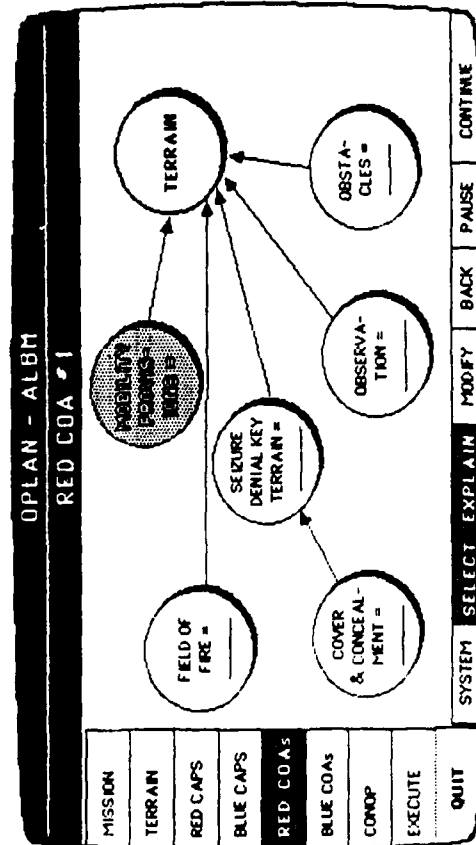 OPLAN - ALBM
RED COA #1
MISSION
TERRAIN
RED CAPS
BLUE CAPS
RED COAs
BLUE COAs
CONOP
EXECUTE
QUIT
FIELD OF
FIRE =
MOBILITY
TERRAIN
SEIZURE
DENIAL KEY
TERRAIN =
COVER
& CONCEAL-
MENT =
OBSERVA-
TION =
OBSTA-
CLES =
SYSTEM
SELECT
EXPLAIN
MODIFY
BACK
PAUSE
CONTINUE